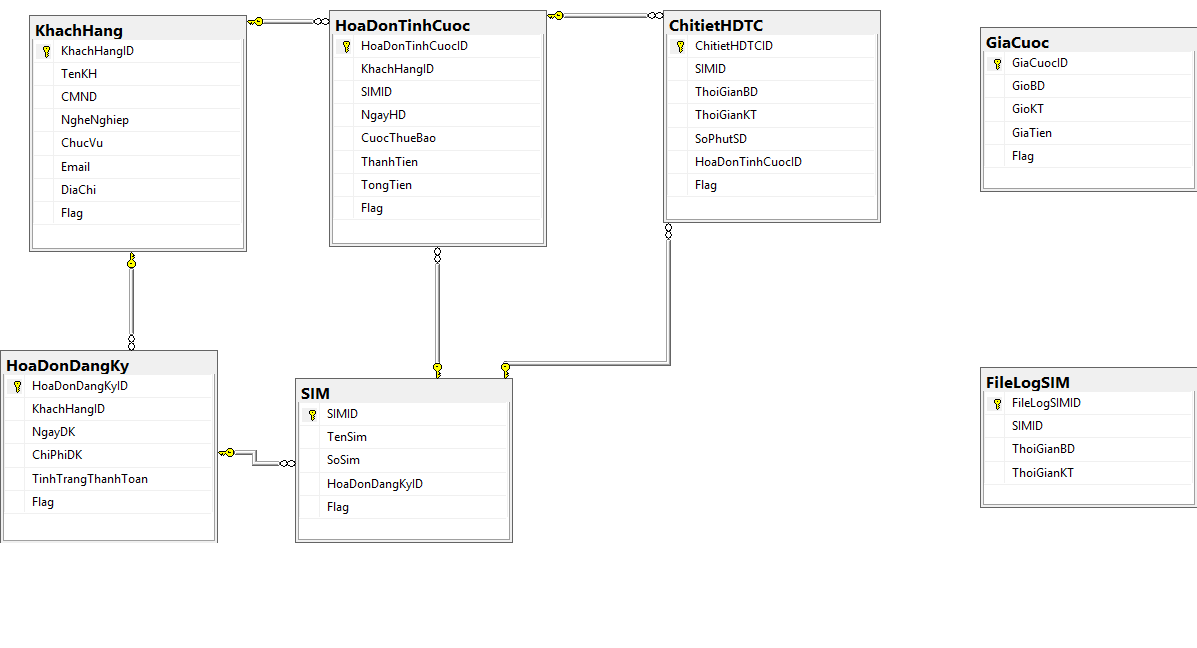 KhachHang
KhachHangID
TenKH
CMND
NgheNghiep
ChucVu
Email
DiaChi
Flag
HoaDonTinhCuoc
HoaDonTinhCuocID
KhachHangID
SIMID
NgayHD
CuocThueBao
ThanhTien
TongTien
Flag
ChitietHDTC
ChitietHDTCID
SIMID
ThoiGianBD
ThoiGianKT
SoPhutSD
HoaDonTinhCuocID
Flag
GiaCuoc
GiaCuocID
GioBD
GioKT
GiaTien
Flag
HoaDonDangKy
HoaDonDangKyID
KhachHangID
NgayDK
ChiPhiDK
TinhTrangThanhToan
Flag
SIM
SIMID
TenSim
SoSim
HoaDonDangKyID
Flag
FileLogSIM
FileLogSIMID
SIMID
ThoiGianBD
ThoiGianKT